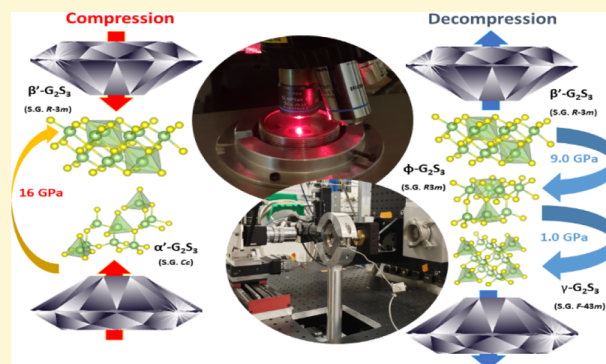 Compression
β′-G₂S₃
(S.G. R-3m)
16 GPa
α′-G₂S₃
(S.G. Cc)
Decompression
β′-G₂S₃
(S.G. R-3m)
9.0 GPa
ϕ-G₂S₃
(S.G. R3m)
1.0 GPa
γ-G₂S₃
(S.G. F-43m)